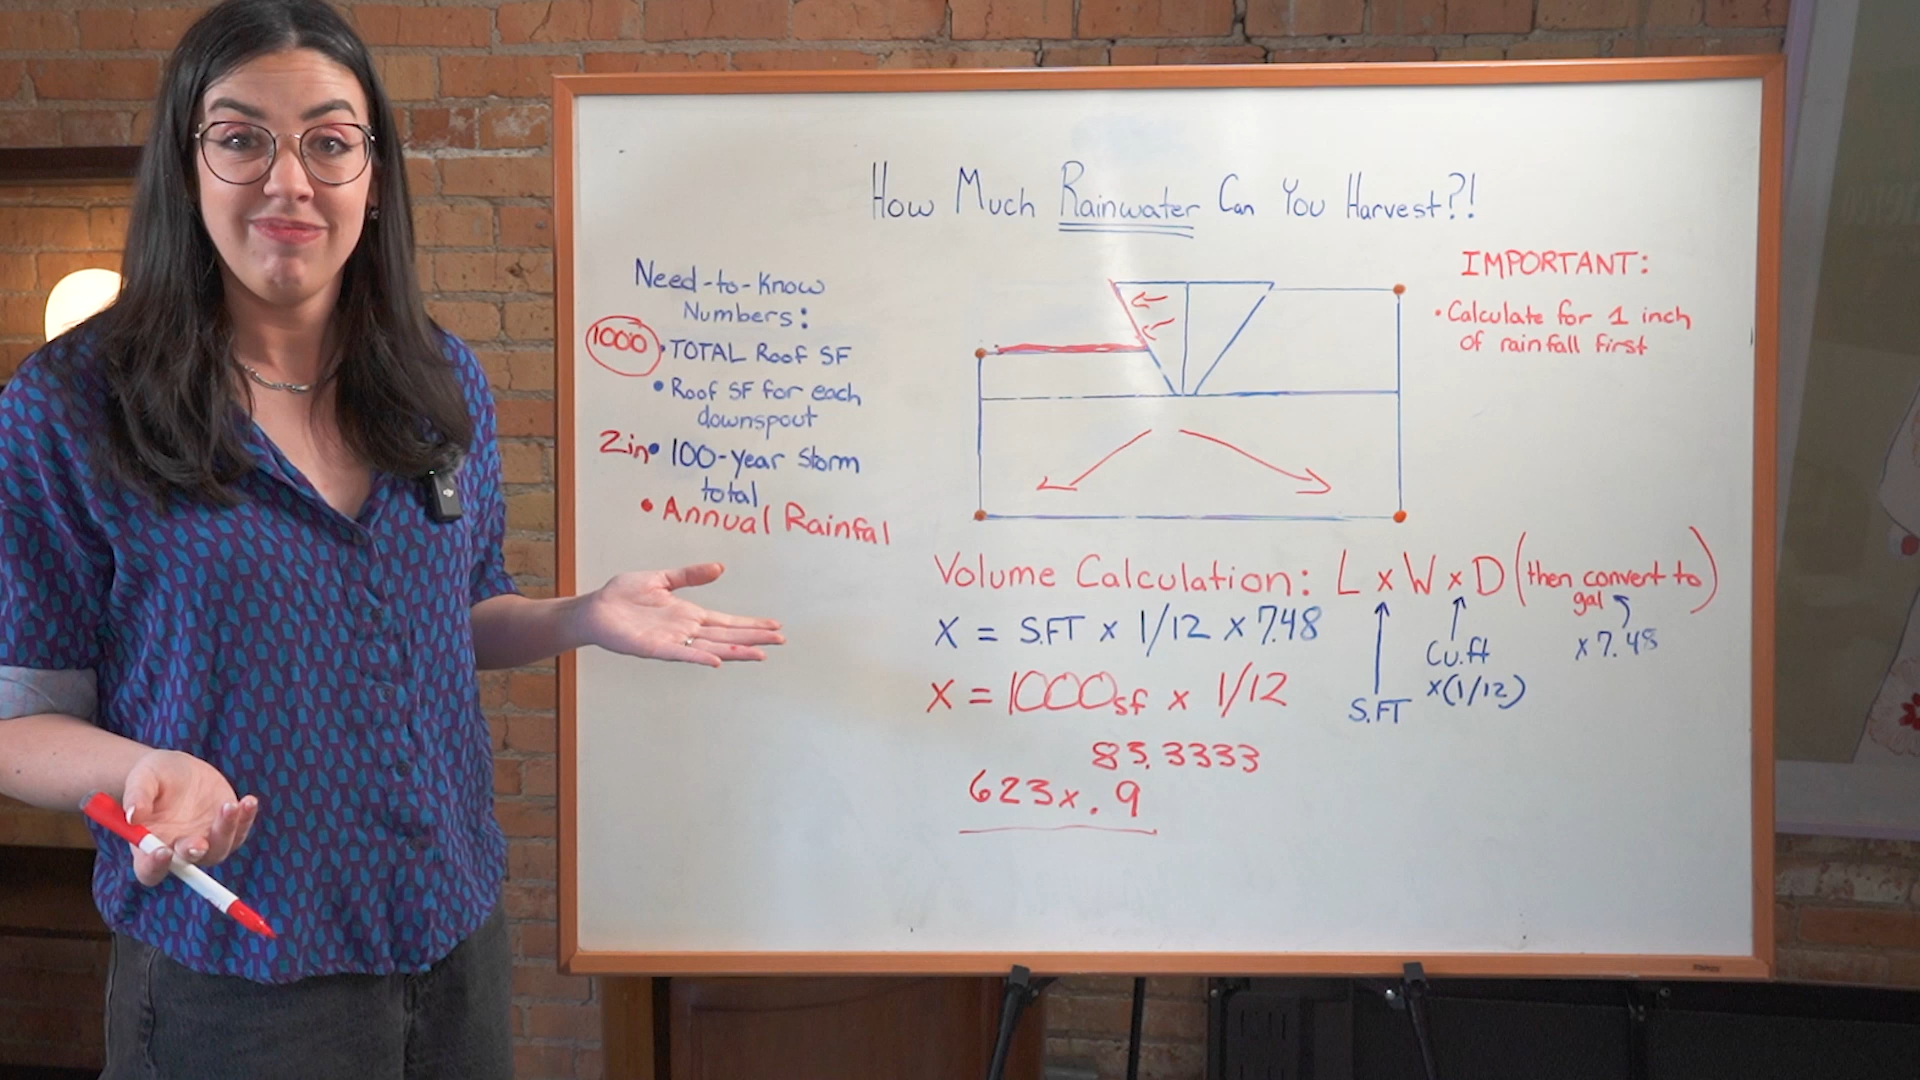 How Much Rainwater Can You Harvest?!
Need-to-Know
Numbers:
1000
• TOTAL Roof SF
• Roof SF for each
downspout
2in • 100-year storm
total
• Annual Rainfal
IMPORTANT:
• Calculate for 1 inch
of rainfall first
Volume Calculation: L x W x D (then convert to)
gal
x 7.48
Cu.ft
x(1/12)
S.FT
X = S.FT x 1/12 x 7.48
X = 1000sf x 1/12
83.3333
623x.9